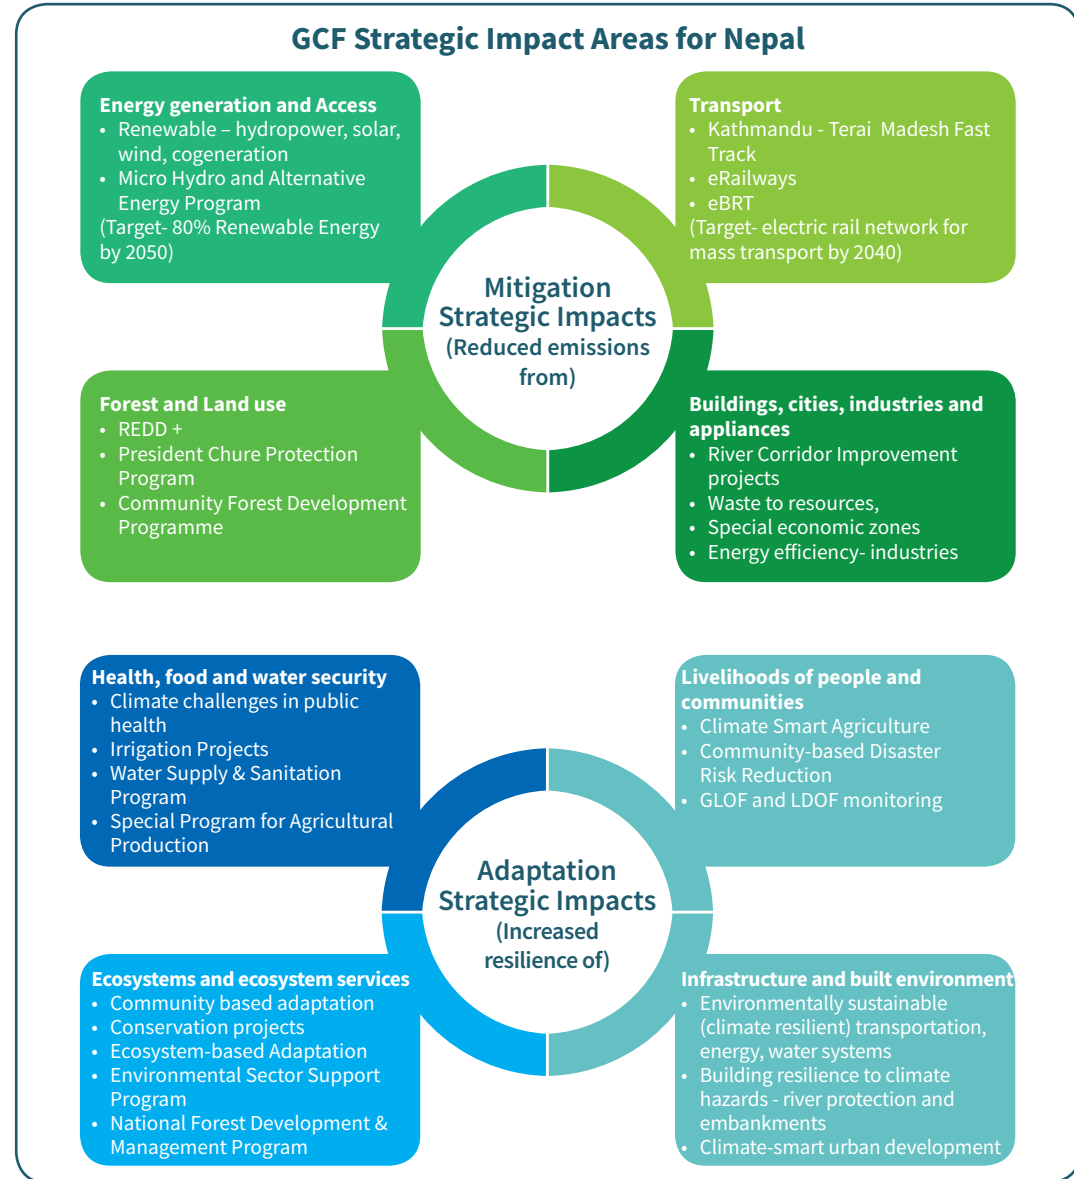 GCF Strategic Impact Areas for Nepal
Energy generation and Access
• Renewable – hydropower, solar,
wind, cogeneration
• Micro Hydro and Alternative
Energy Program
(Target- 80% Renewable Energy
by 2050)
Transport
• Kathmandu - Terai Madesh Fast
Track
• eRailways
• eBRT
(Target- electric rail network for
mass transport by 2040)
Mitigation
Strategic Impacts
(Reduced emissions
from)
Forest and Land use
• REDD +
• President Chure Protection
Program
• Community Forest Development
Programme
Buildings, cities, industries and
appliances
• River Corridor Improvement
projects
• Waste to resources,
• Special economic zones
• Energy efficiency- industries
Health, food and water security
• Climate challenges in public
health
• Irrigation Projects
• Water Supply & Sanitation
Program
• Special Program for Agricultural
Production
Livelihoods of people and
communities
• Climate Smart Agriculture
• Community-based Disaster
Risk Reduction
• GLOF and LDOF monitoring
Adaptation
Strategic Impacts
(Increased
resilience of)
Ecosystems and ecosystem services
• Community based adaptation
• Conservation projects
• Ecosystem-based Adaptation
• Environmental Sector Support
Program
• National Forest Development &
Management Program
Infrastructure and built environment
• Environmentally sustainable
(climate resilient) transportation,
energy, water systems
• Building resilience to climate
hazards - river protection and
embankments
• Climate-smart urban development